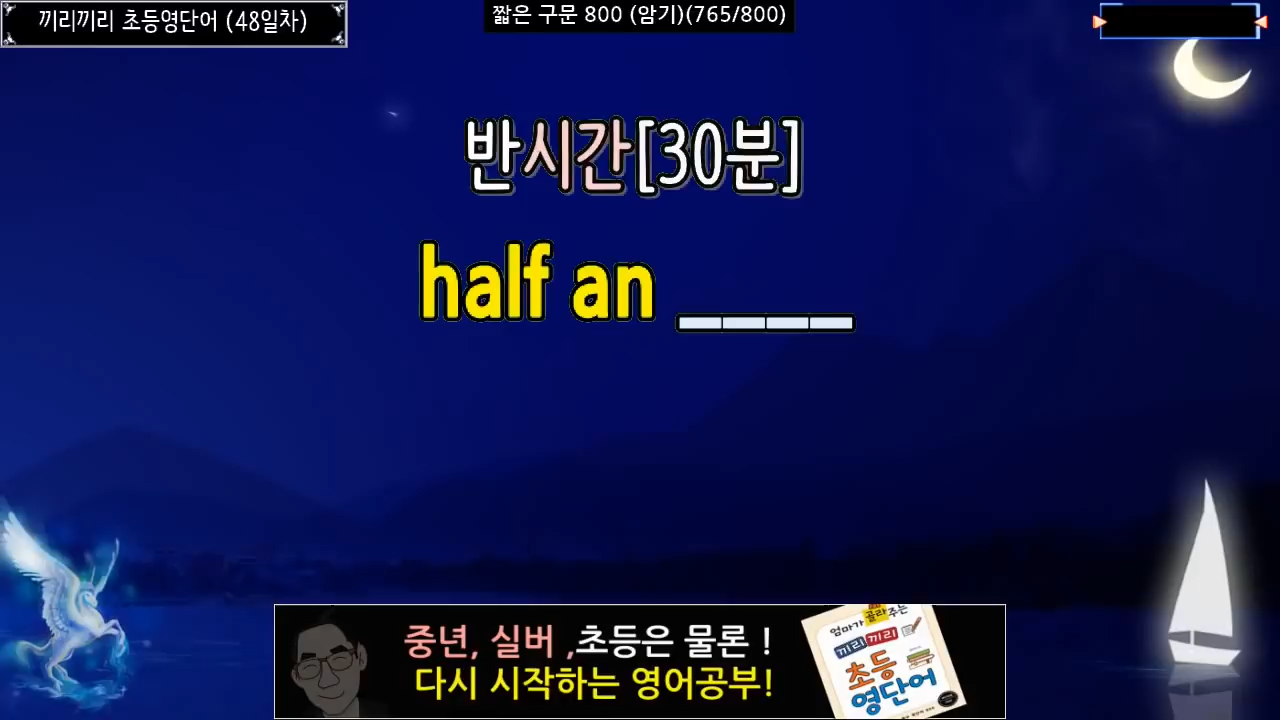 끼리끼리 초등영단어 (48일차)
짧은 구문 800 (암기)(765/800)
반시간[30분]
half an ____
중년, 실버 ,초등은 물론 !
다시 시작하는 영어공부!
엄마가 골라주는
끼리끼리
초등
영단어